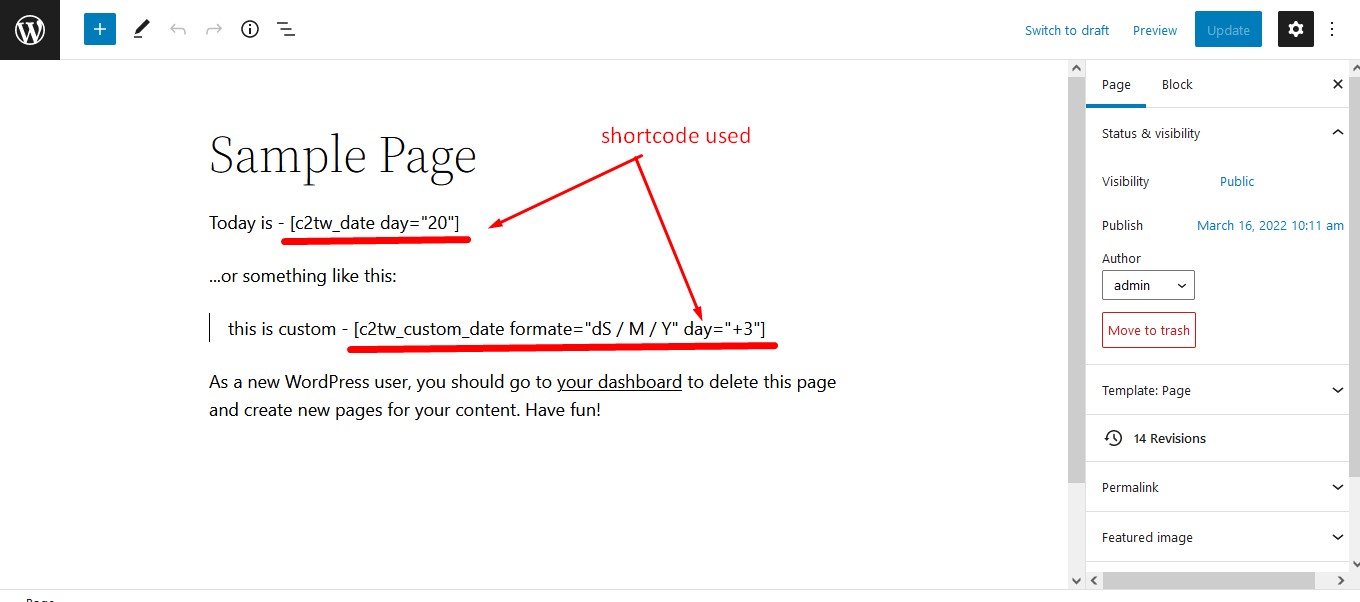 Switch to draft
Preview
Update
Page
Block
Status & visibility
Visibility
Public
Publish
March 16, 2022 10:11 am
Author
admin
Move to trash
Template: Page
14 Revisions
Permalink
Featured image
Sample Page
shortcode used
Today is - [c2tw_date day="20"]
...or something like this:
this is custom - [c2tw_custom_date formate="dS / M / Y" day="+3"]
As a new WordPress user, you should go to your dashboard to delete this page
and create new pages for your content. Have fun!
Page